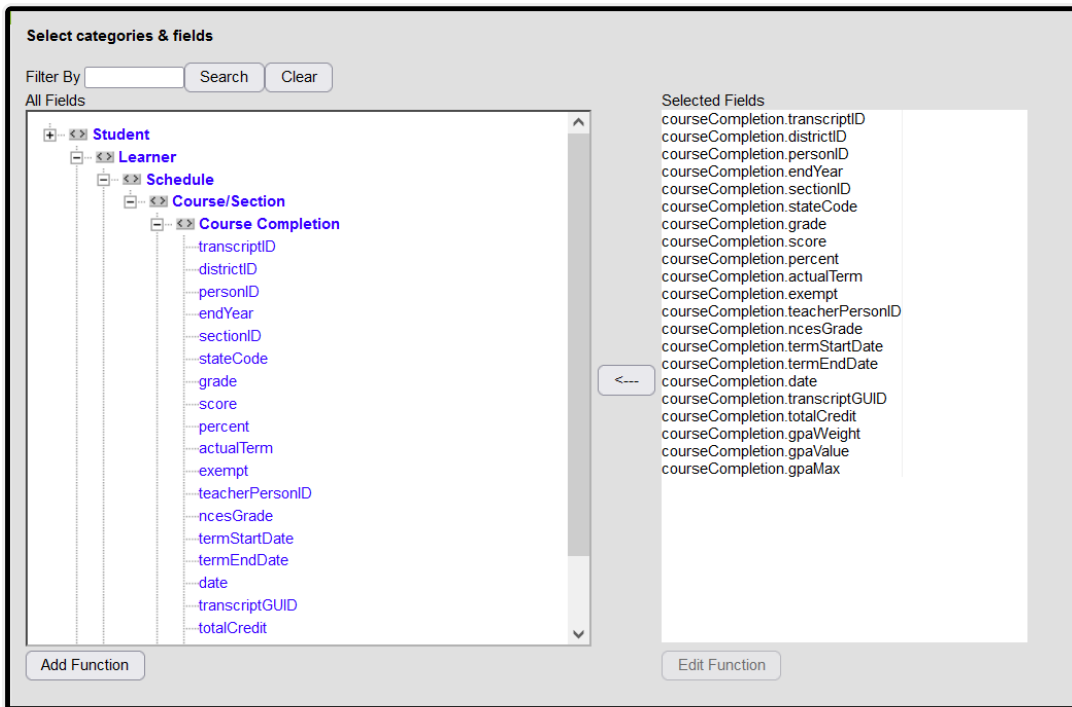 Select categories & fields
Filter By Search Clear
All Fields
Student
Learner
Schedule
Course/Section
Course Completion
transcriptID
districtID
personID
endYear
sectionID
stateCode
grade
score
percent
actualTerm
exempt
teacherPersonID
ncesGrade
termStartDate
termEndDate
date
transcriptGUID
totalCredit
Add Function
<---
Selected Fields
courseCompletion.transcriptID
courseCompletion.districtID
courseCompletion.personID
courseCompletion.endYear
courseCompletion.sectionID
courseCompletion.stateCode
courseCompletion.grade
courseCompletion.score
courseCompletion.percent
courseCompletion.actualTerm
courseCompletion.exempt
courseCompletion.teacherPersonID
courseCompletion.ncesGrade
courseCompletion.termStartDate
courseCompletion.termEndDate
courseCompletion.date
courseCompletion.transcriptGUID
courseCompletion.totalCredit
courseCompletion.gpaWeight
courseCompletion.gpaValue
courseCompletion.gpaMax
Edit Function